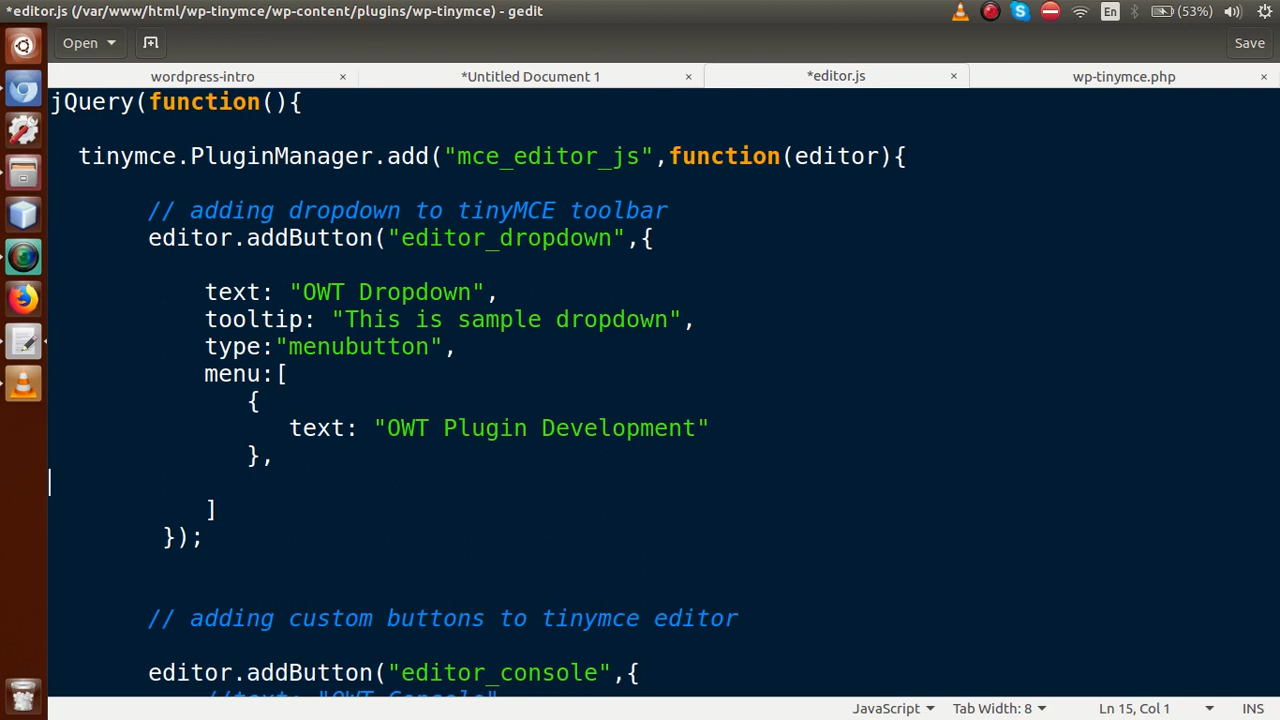 *editor.js (/var/www/html/wp-tinymce/wp-content/plugins/wp-tinymce) - gedit
En
(53%)
Open
Save
wordpress-intro ×
*Untitled Document 1 ×
*editor.js ×
wp-tinymce.php ×
jQuery(function(){
tinymce.PluginManager.add("mce_editor_js",function(editor){
// adding dropdown to tinyMCE toolbar
editor.addButton("editor_dropdown",{
text: "OWT Dropdown",
tooltip: "This is sample dropdown",
type:"menubutton",
menu:[
{
text: "OWT Plugin Development"
},
]
});
// adding custom buttons to tinymce editor
editor.addButton("editor_console",{
//text: "OWT Console"
JavaScript
Tab Width: 8
Ln 15, Col 1
INS